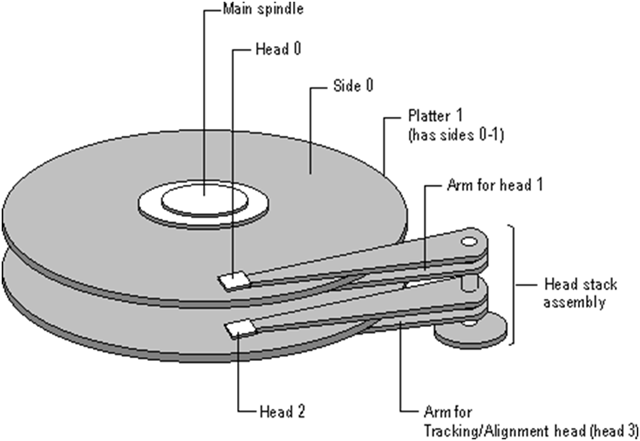 Main spindle
Head 0
Side 0
Platter 1
(has sides 0-1)
Arm for head 1
Head stack
assembly
Head 2
Arm for
Tracking/Alignment head (head 3)